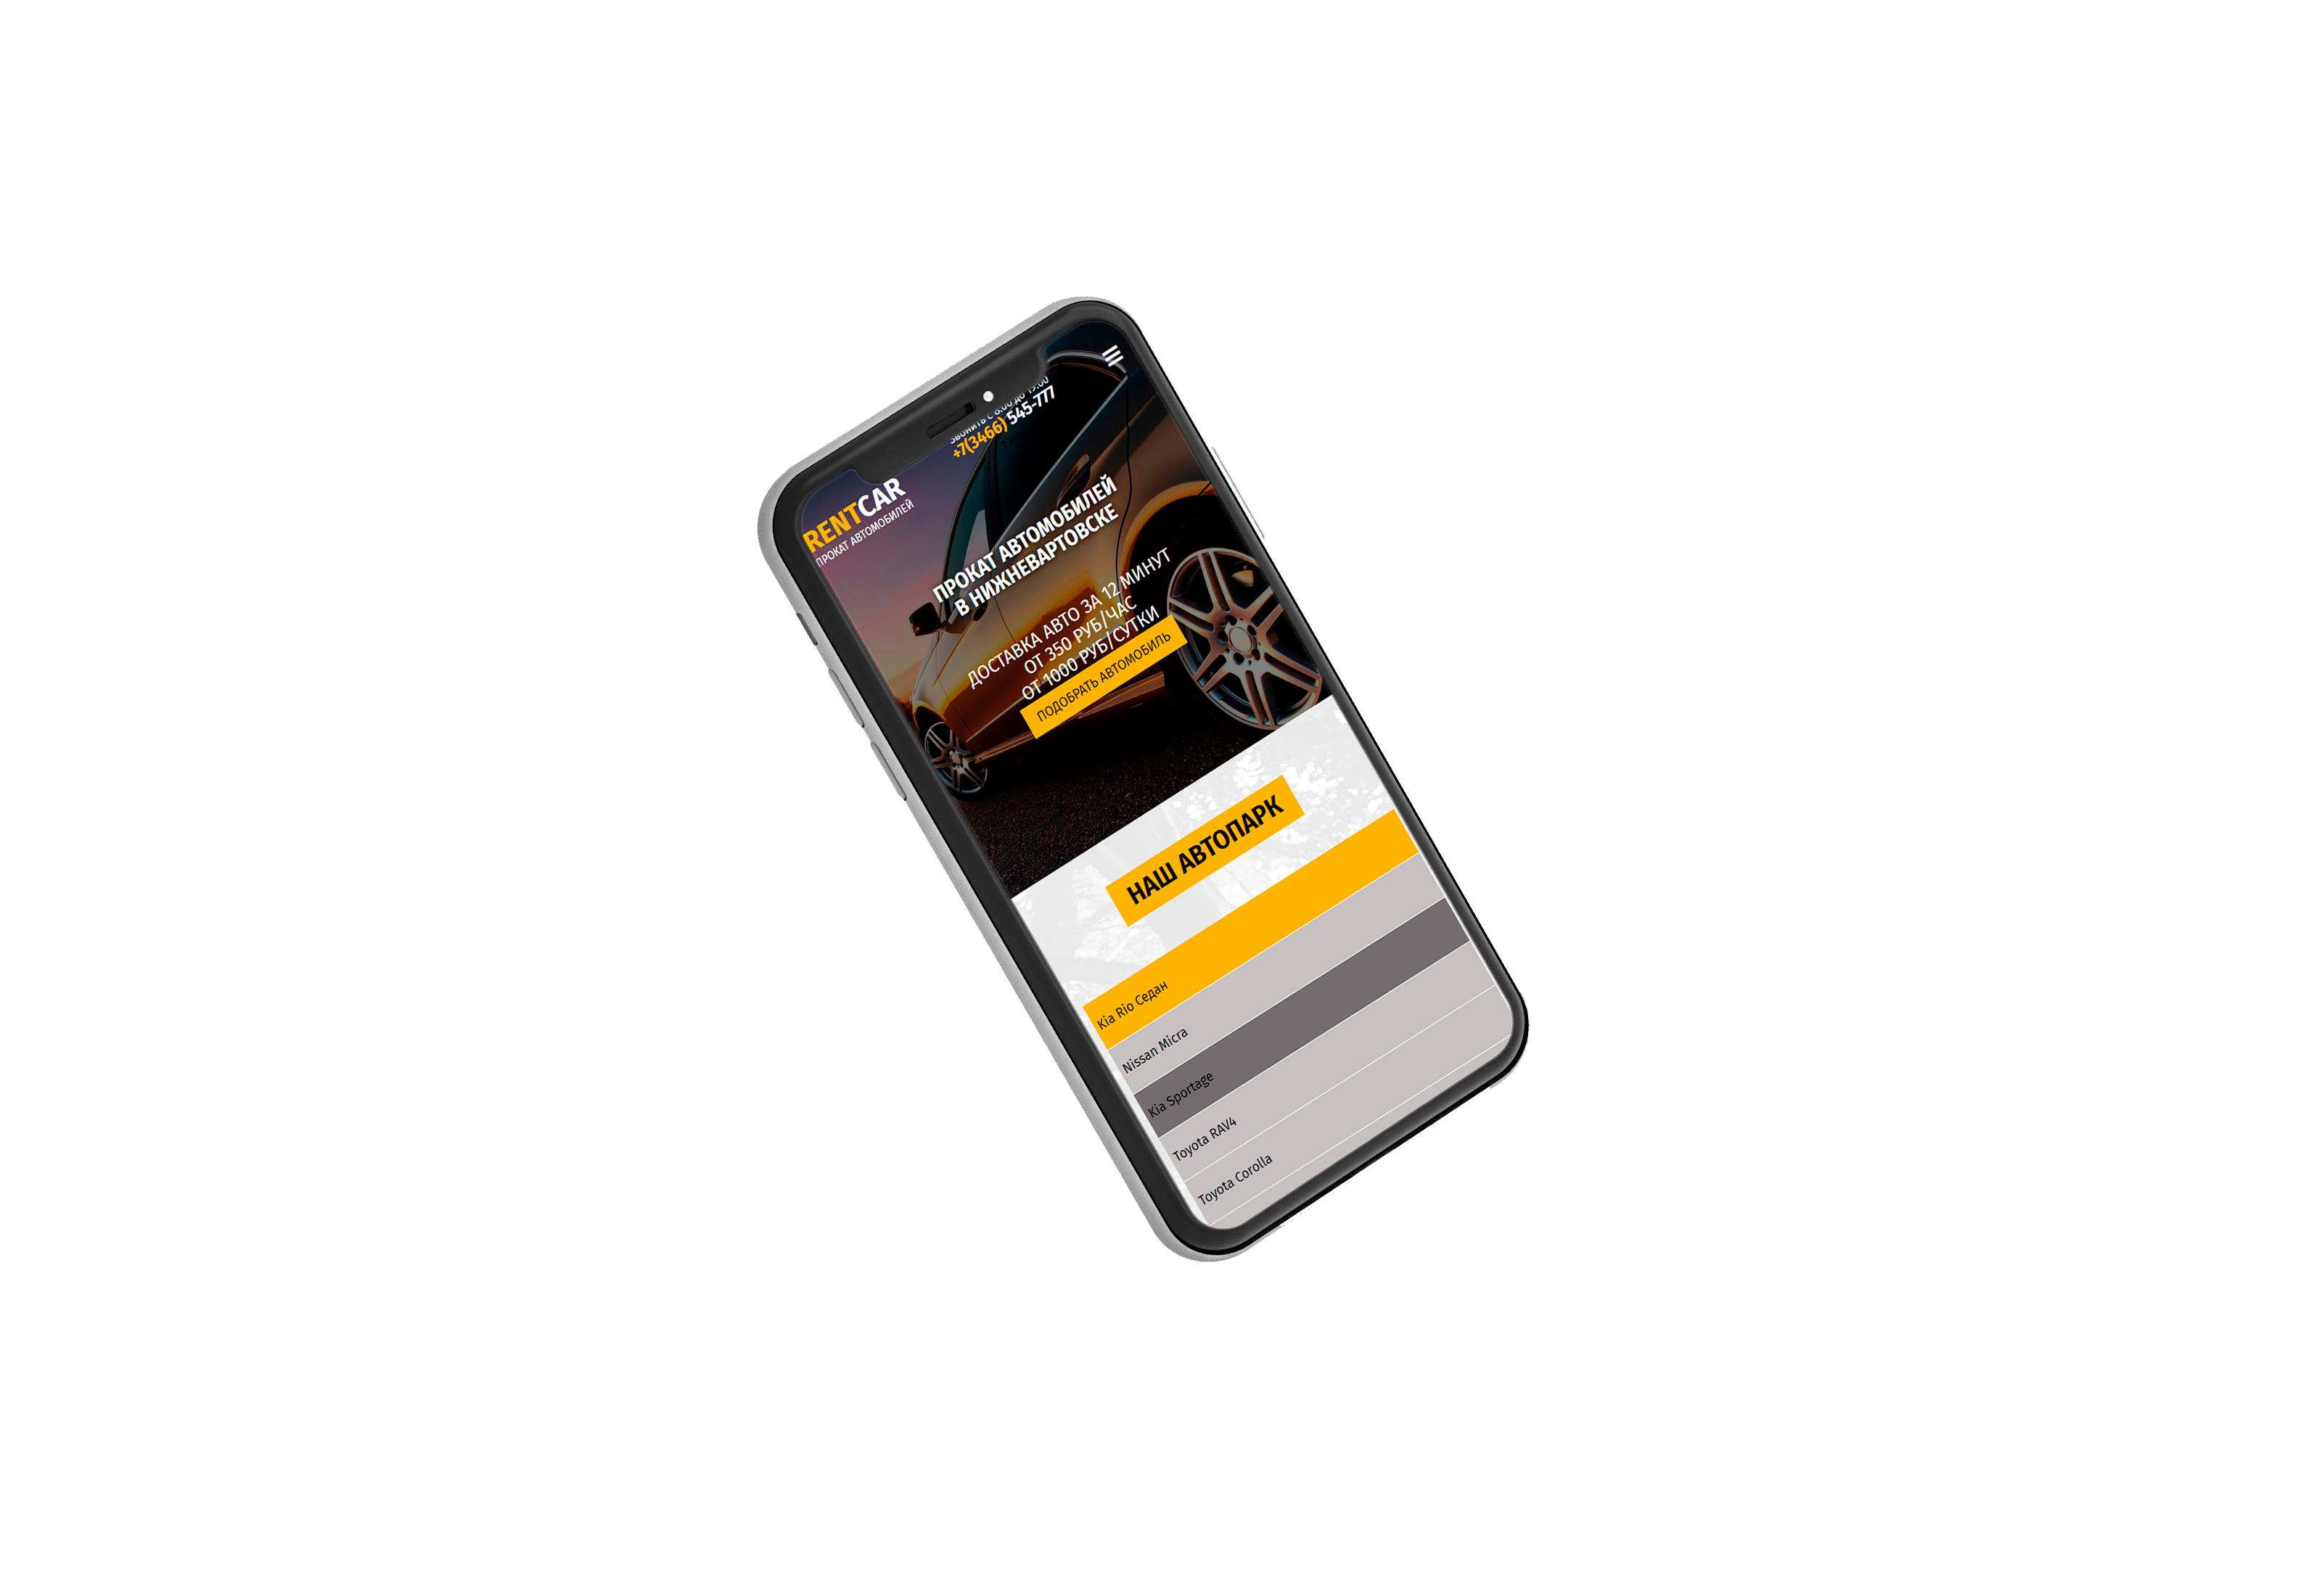 ЗВОНИТЬ С 8:00 ДО 19:00
+7(3466) 545-777
RENTCAR
ПРОКАТ АВТОМОБИЛЕЙ
ПРОКАТ АВТОМОБИЛЕЙ
В НИЖНЕВАРТОВСКЕ
ДОСТАВКА АВТО ЗА 12 МИНУТ
ОТ 350 РУБ/ЧАС
ОТ 1000 РУБ/СУТКИ
ПОДОБРАТЬ АВТОМОБИЛЬ
НАШ АВТОПАРК
Kia Rio Седан
Nissan Micra
Kia Sportage
Toyota RAV4
Toyota Corolla